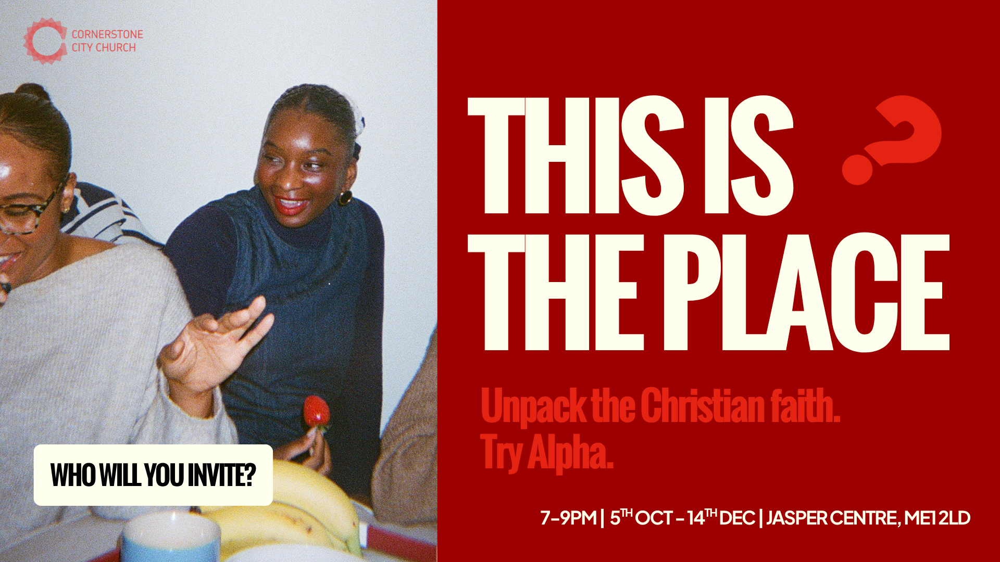 CORNERSTONE
CITY CHURCH
THIS IS ?
THE PLACE
Unpack the Christian faith.
Try Alpha.
WHO WILL YOU INVITE?
7-9PM | 5TH OCT - 14TH DEC | JASPER CENTRE, ME1 2LD